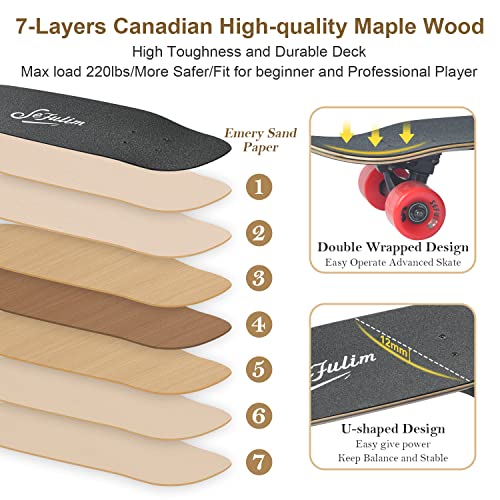 7-Layers Canadian High-quality Maple Wood
High Toughness and Durable Deck
Max load 220lbs/More Safer/Fit for beginner and Professional Player
SeFulim
Emery Sand
Paper
1
2
3
4
5
6
7
Double Wrapped Design
Easy Operate Advanced Skate
SeFulim
12mm
U-shaped Design
Easy give power
Keep Balance and Stable